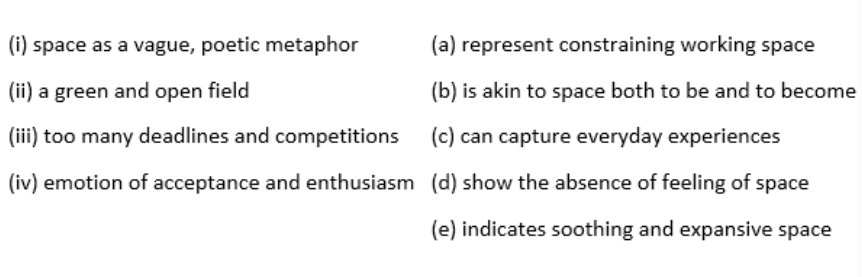 (i) space as a vague, poetic metaphor (a) represent constraining working space
(ii) a green and open field (b) is akin to space both to be and to become
(iii) too many deadlines and competitions (c) can capture everyday experiences
(iv) emotion of acceptance and enthusiasm (d) show the absence of feeling of space
(e) indicates soothing and expansive space